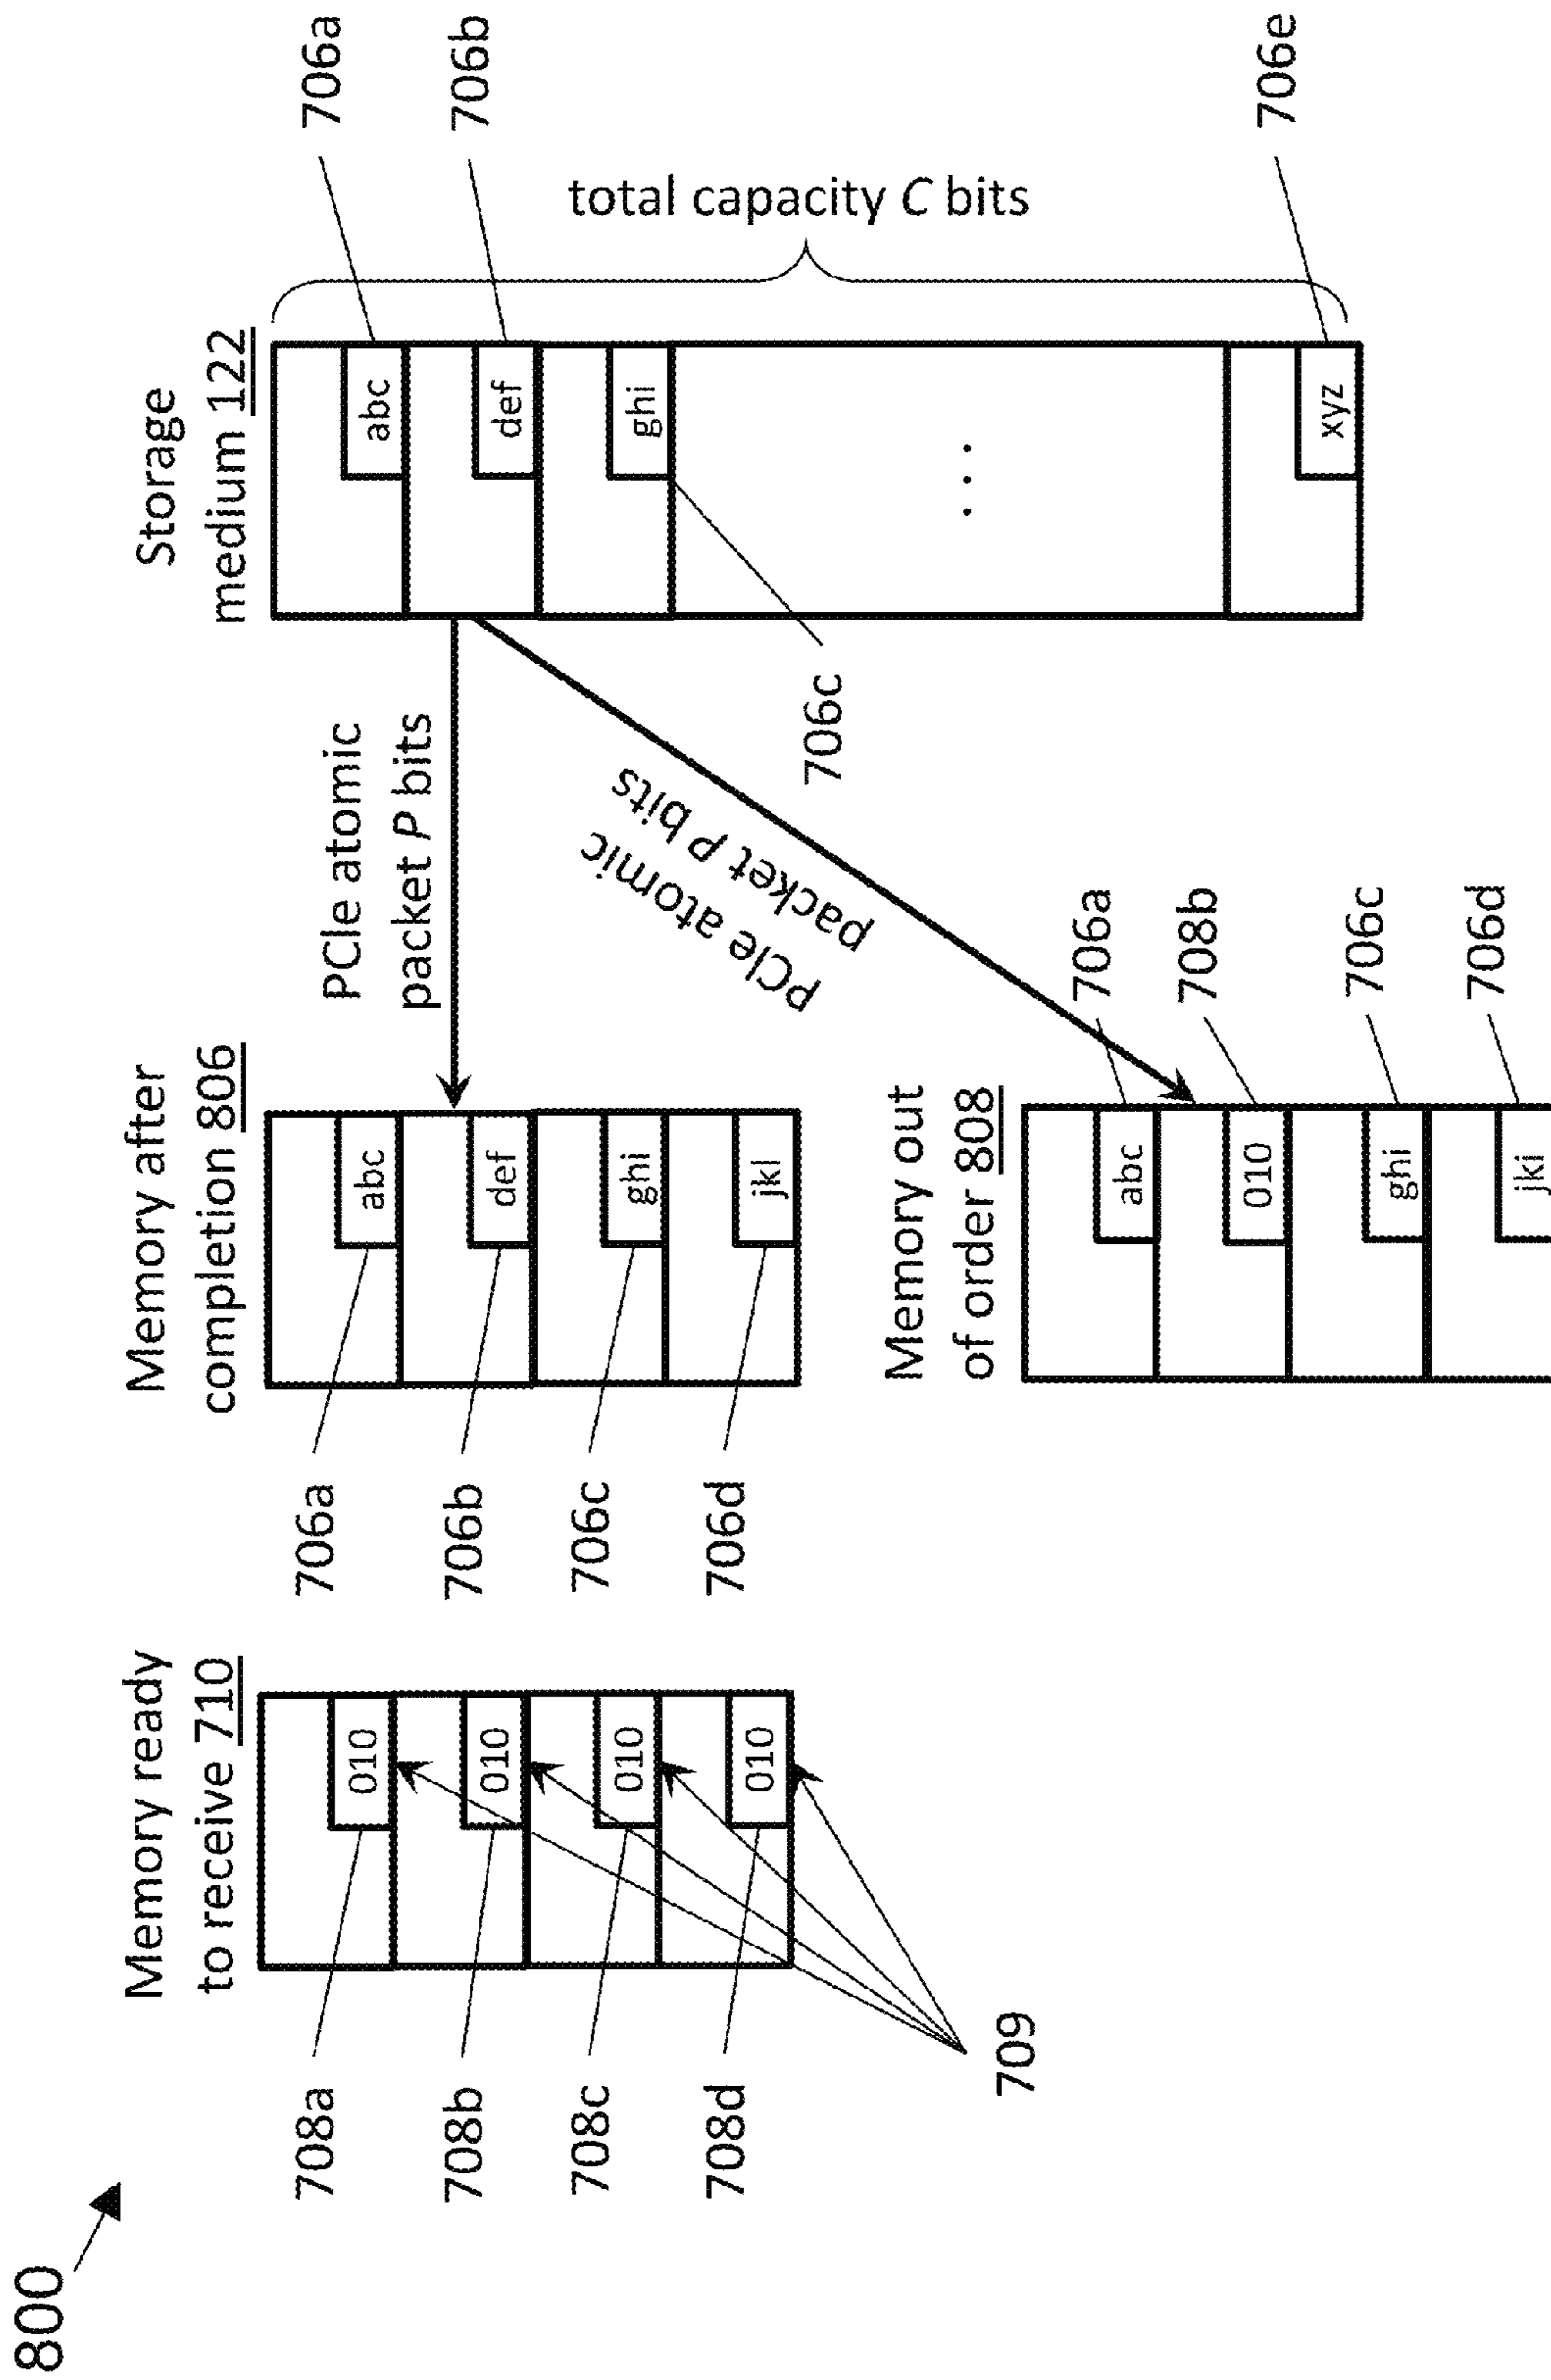 800
Memory ready
to receive 710
708a
010
708b
010
708c
010
708d
010
709
Memory after
completion 806
706a
abc
706b
def
706c
ghi
706d
jkl
PCIe atomic
packet P bits
PCIe atomic
packet P bits
Memory out
of order 808
abc
706a
010
708b
ghi
706c
jki
706d
Storage
medium 122
abc
706a
def
706b
ghi
706c
...
xyz
706e
total capacity C bits